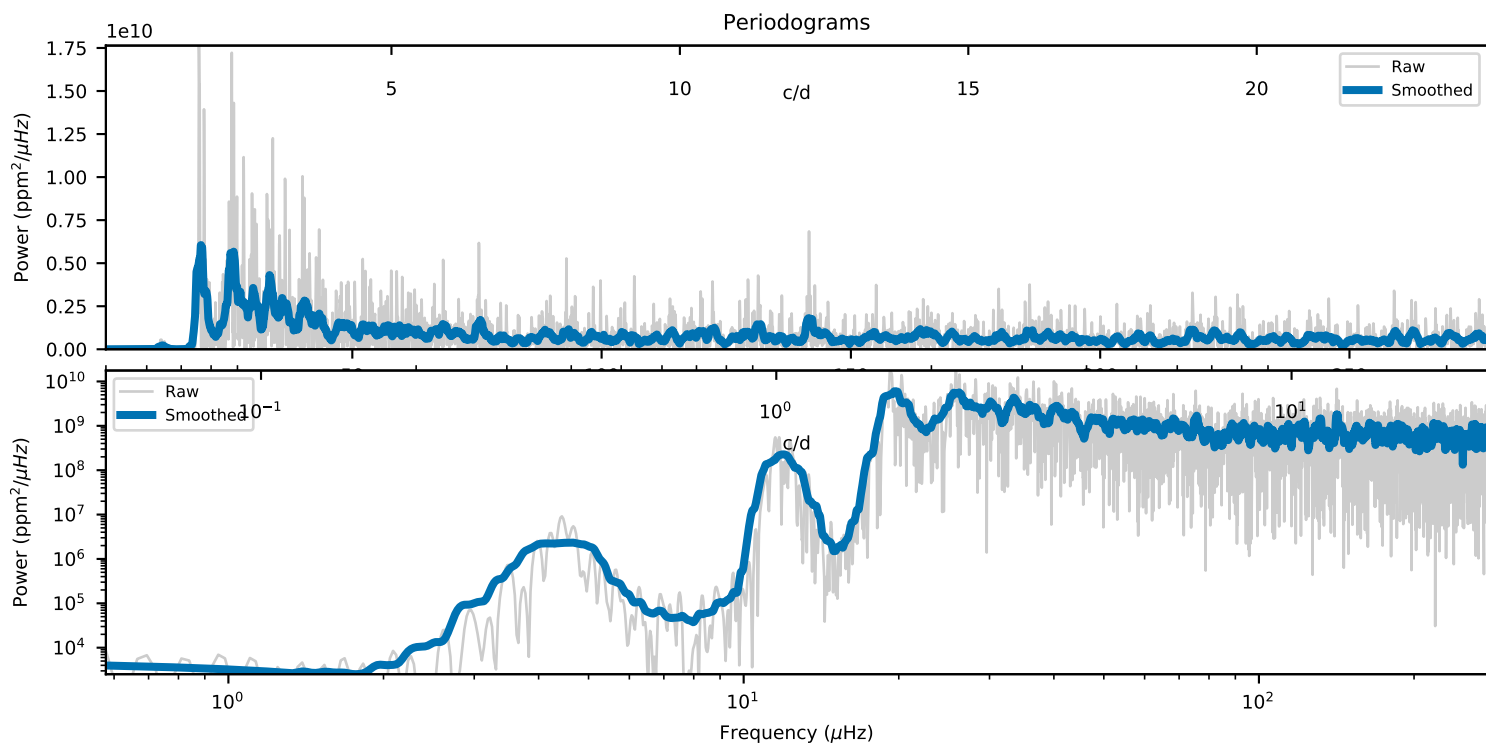 Periodograms
1e10
5 10 15 20
c/d
Raw
Smoothed
Power (ppm²/μHz)
1.75
1.50
1.25
1.00
0.75
0.50
0.25
0.00
Raw
Smoothed
10⁻¹ 10⁰ 10¹
c/d
Power (ppm²/μHz)
10¹⁰
10⁹
10⁸
10⁷
10⁶
10⁵
10⁴
10⁰ 10¹ 10²
Frequency (μHz)